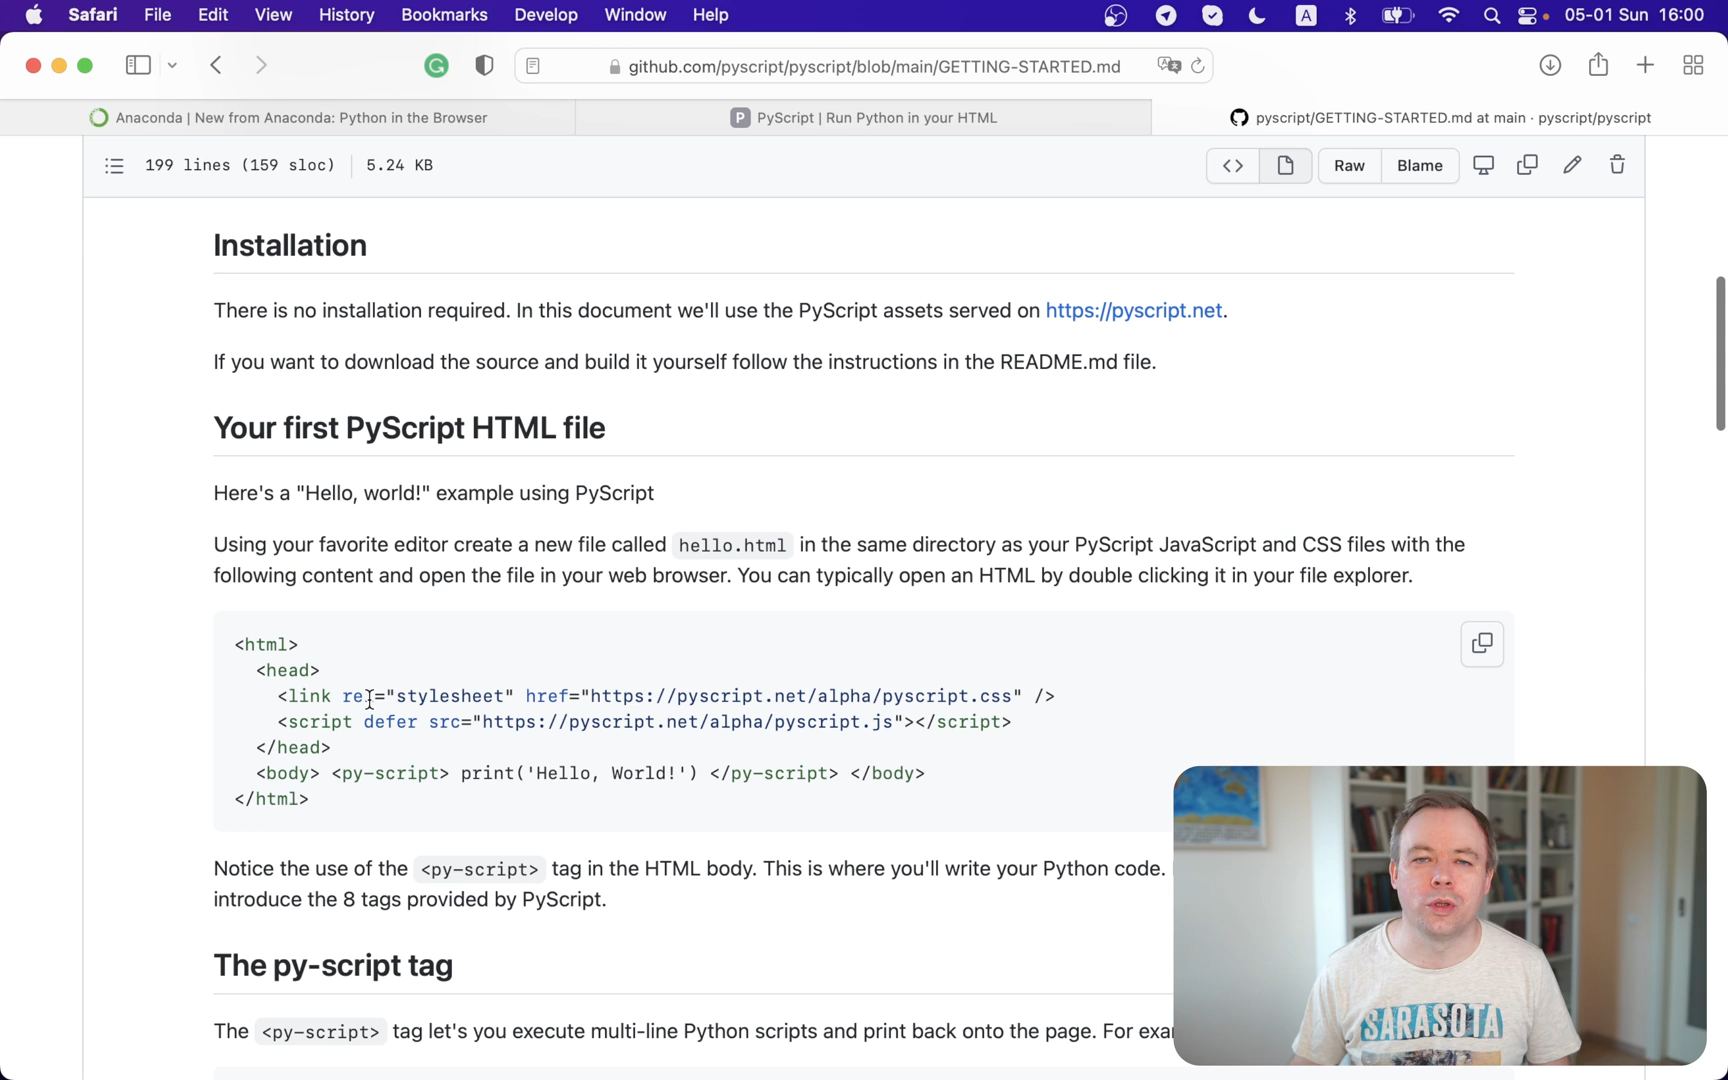 Safari File Edit View History Bookmarks Develop Window Help A 05-01 Sun 16:00
github.com/pyscript/pyscript/blob/main/GETTING-STARTED.md
Anaconda | New from Anaconda: Python in the Browser
P PyScript | Run Python in your HTML
pyscript/GETTING-STARTED.md at main · pyscript/pyscript
199 lines (159 sloc) 5.24 KB
<> Raw Blame
Installation
There is no installation required. In this document we'll use the PyScript assets served on https://pyscript.net.
If you want to download the source and build it yourself follow the instructions in the README.md file.
Your first PyScript HTML file
Here's a "Hello, world!" example using PyScript
Using your favorite editor create a new file called hello.html in the same directory as your PyScript JavaScript and CSS files with the
following content and open the file in your web browser. You can typically open an HTML by double clicking it in your file explorer.
<html>
<head>
<link rel="stylesheet" href="https://pyscript.net/alpha/pyscript.css" />
<script defer src="https://pyscript.net/alpha/pyscript.js"></script>
</head>
<body> <py-script> print('Hello, World!') </py-script> </body>
</html>
Notice the use of the <py-script> tag in the HTML body. This is where you'll write your Python code.
introduce the 8 tags provided by PyScript.
The py-script tag
The <py-script> tag let's you execute multi-line Python scripts and print back onto the page. For exa
SARASOTA